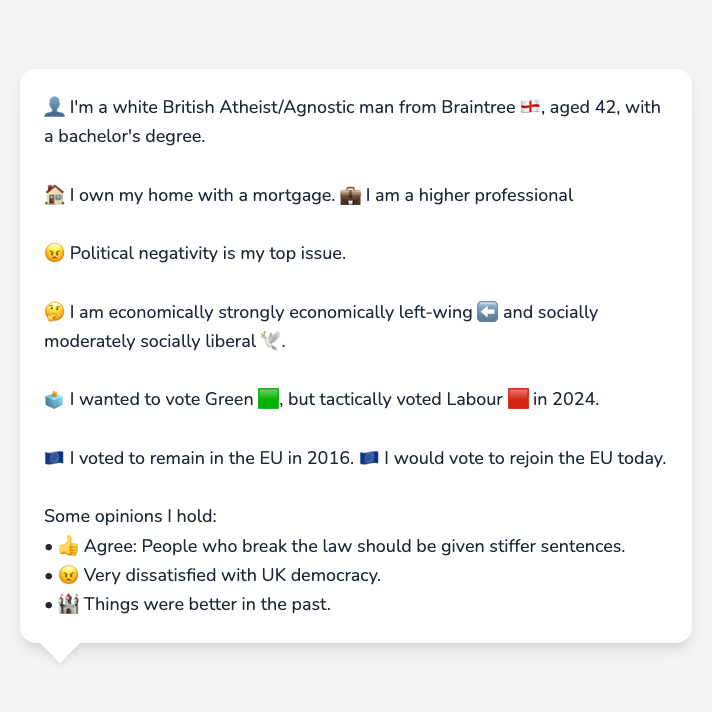 👤 I'm a white British Atheist/Agnostic man from Braintree 🏴󠁧󠁢󠁥󠁮󠁧󠁿, aged 42, with
a bachelor's degree.
🏠 I own my home with a mortgage. 💼 I am a higher professional
😠 Political negativity is my top issue.
🤔 I am economically strongly economically left-wing ⬅️ and socially
moderately socially liberal 🕊️.
🗳️ I wanted to vote Green 🟩, but tactically voted Labour 🟥 in 2024.
🇪🇺 I voted to remain in the EU in 2016. 🇪🇺 I would vote to rejoin the EU today.
Some opinions I hold:
• 👍 Agree: People who break the law should be given stiffer sentences.
• 😠 Very dissatisfied with UK democracy.
• 🏰 Things were better in the past.